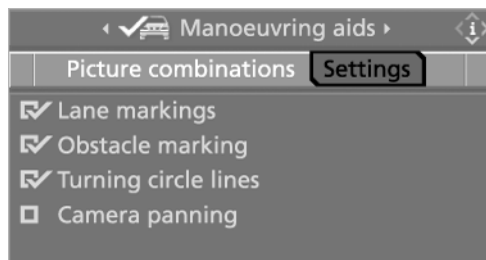 Manoeuvring aids i
Picture combinations Settings
Lane markings
Obstacle marking
Turning circle lines
Camera panning